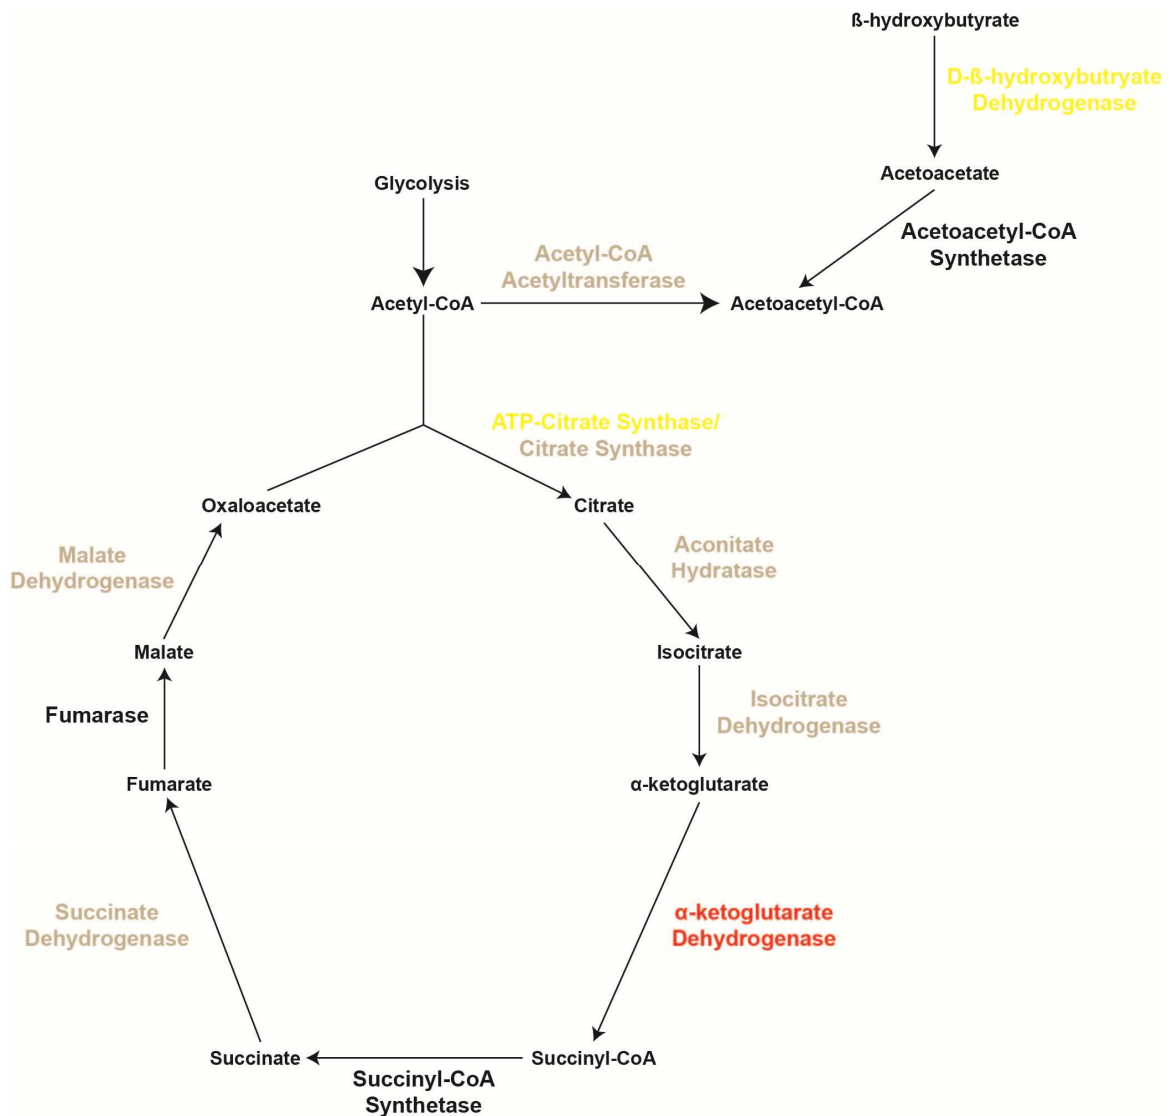 ß-hydroxybutyrate
D-ß-hydroxybutryate
Dehydrogenase
Acetoacetate
Glycolysis
Acetoacetyl-CoA
Synthetase
Acetyl-CoA
Acetyltransferase
Acetyl-CoA
Acetoacetyl-CoA
ATP-Citrate Synthase/
Citrate Synthase
Oxaloacetate
Citrate
Malate
Dehydrogenase
Aconitate
Hydratase
Malate
Isocitrate
Fumarase
Isocitrate
Dehydrogenase
Fumarate
α-ketoglutarate
Succinate
Dehydrogenase
α-ketoglutarate
Dehydrogenase
Succinate
Succinyl-CoA
Succinyl-CoA
Synthetase